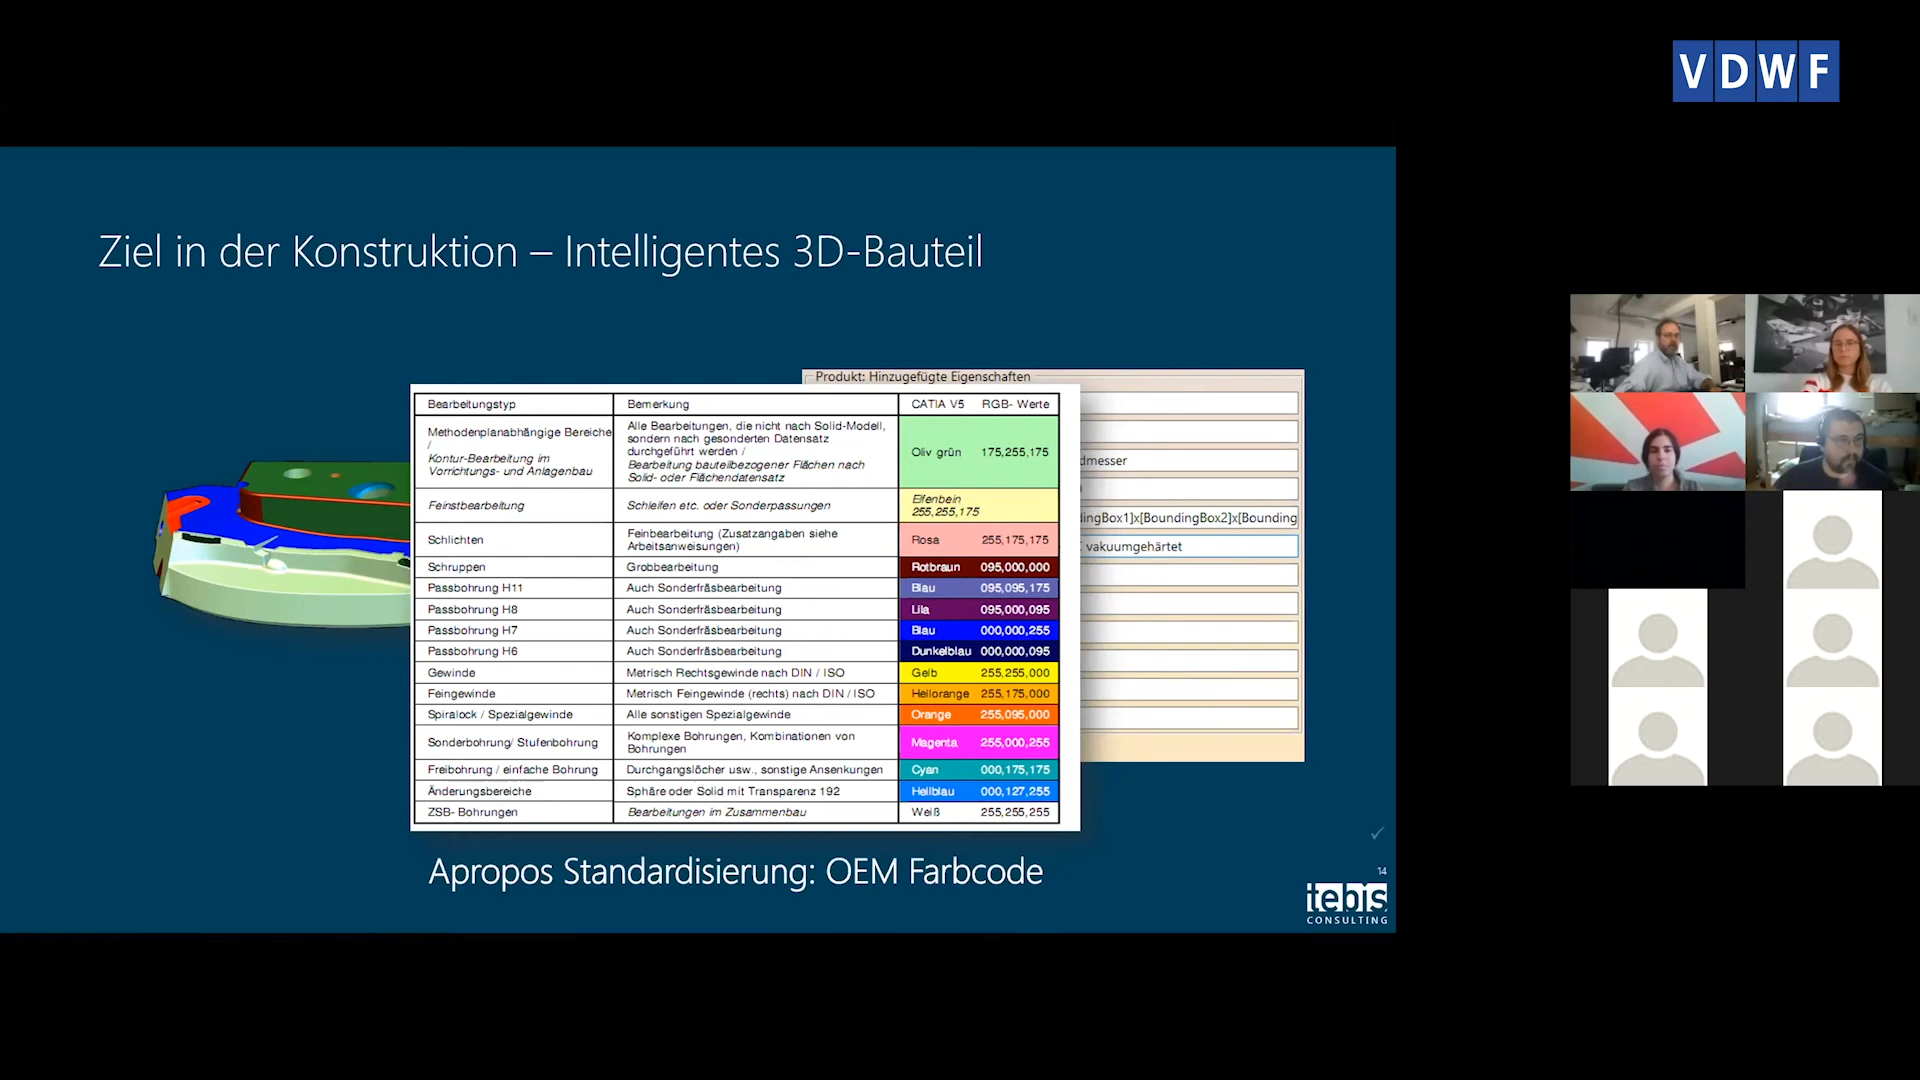 VDWF
Ziel in der Konstruktion – Intelligentes 3D-Bauteil
Produkt: Hinzugefügte Eigenschaften
dmesser
dingBox1]x[BoundingBox2]x[Bounding
vakuumgehärtet
Bearbeitungstyp Bemerkung CATIA V5 RGB- Werte
Methodenplanabhängige Bereiche
/
Kontur-Bearbeitung im
Vorrichtungs- und Anlagenbau
Alle Bearbeitungen, die nicht nach Solid-Modell,
sondern nach gesonderten Datensatz
durchgeführt werden /
Bearbeitung bauteilbezogener Flächen nach
Solid- oder Flächendatensatz
Oliv grün 175,255,175
Feinstbearbeitung Schleifen etc. oder Sonderpassungen
Elfenbein
255,255,175
Schlichten
Feinbearbeitung (Zusatzangaben siehe
Arbeitsanweisungen)
Rosa 255,175,175
Schruppen Grobbearbeitung Rotbraun 095,000,000
Passbohrung H11 Auch Sonderfräsbearbeitung Blau 095,095,175
Passbohrung H8 Auch Sonderfräsbearbeitung Lila 095,000,095
Passbohrung H7 Auch Sonderfräsbearbeitung Blau 000,000,255
Passbohrung H6 Auch Sonderfräsbearbeitung Dunkelblau 000,000,095
Gewinde Metrisch Rechtsgewinde nach DIN / ISO Gelb 255,255,000
Feingewinde Metrisch Feingewinde (rechts) nach DIN / ISO Hellorange 255,175,000
Spiralock / Spezialgewinde Alle sonstigen Spezialgewinde Orange 255,095,000
Sonderbohrung/ Stufenbohrung
Komplexe Bohrungen, Kombinationen von
Bohrungen
Magenta 255,000,255
Freibohrung / einfache Bohrung Durchgangslöcher usw., sonstige Ansenkungen Cyan 000,175,175
Änderungsbereiche Sphäre oder Solid mit Transparenz 192 Hellblau 000,127,255
ZSB- Bohrungen Bearbeitungen im Zusammenbau Weiß 255,255,255
Apropos Standardisierung: OEM Farbcode
14
tebis
CONSULTING